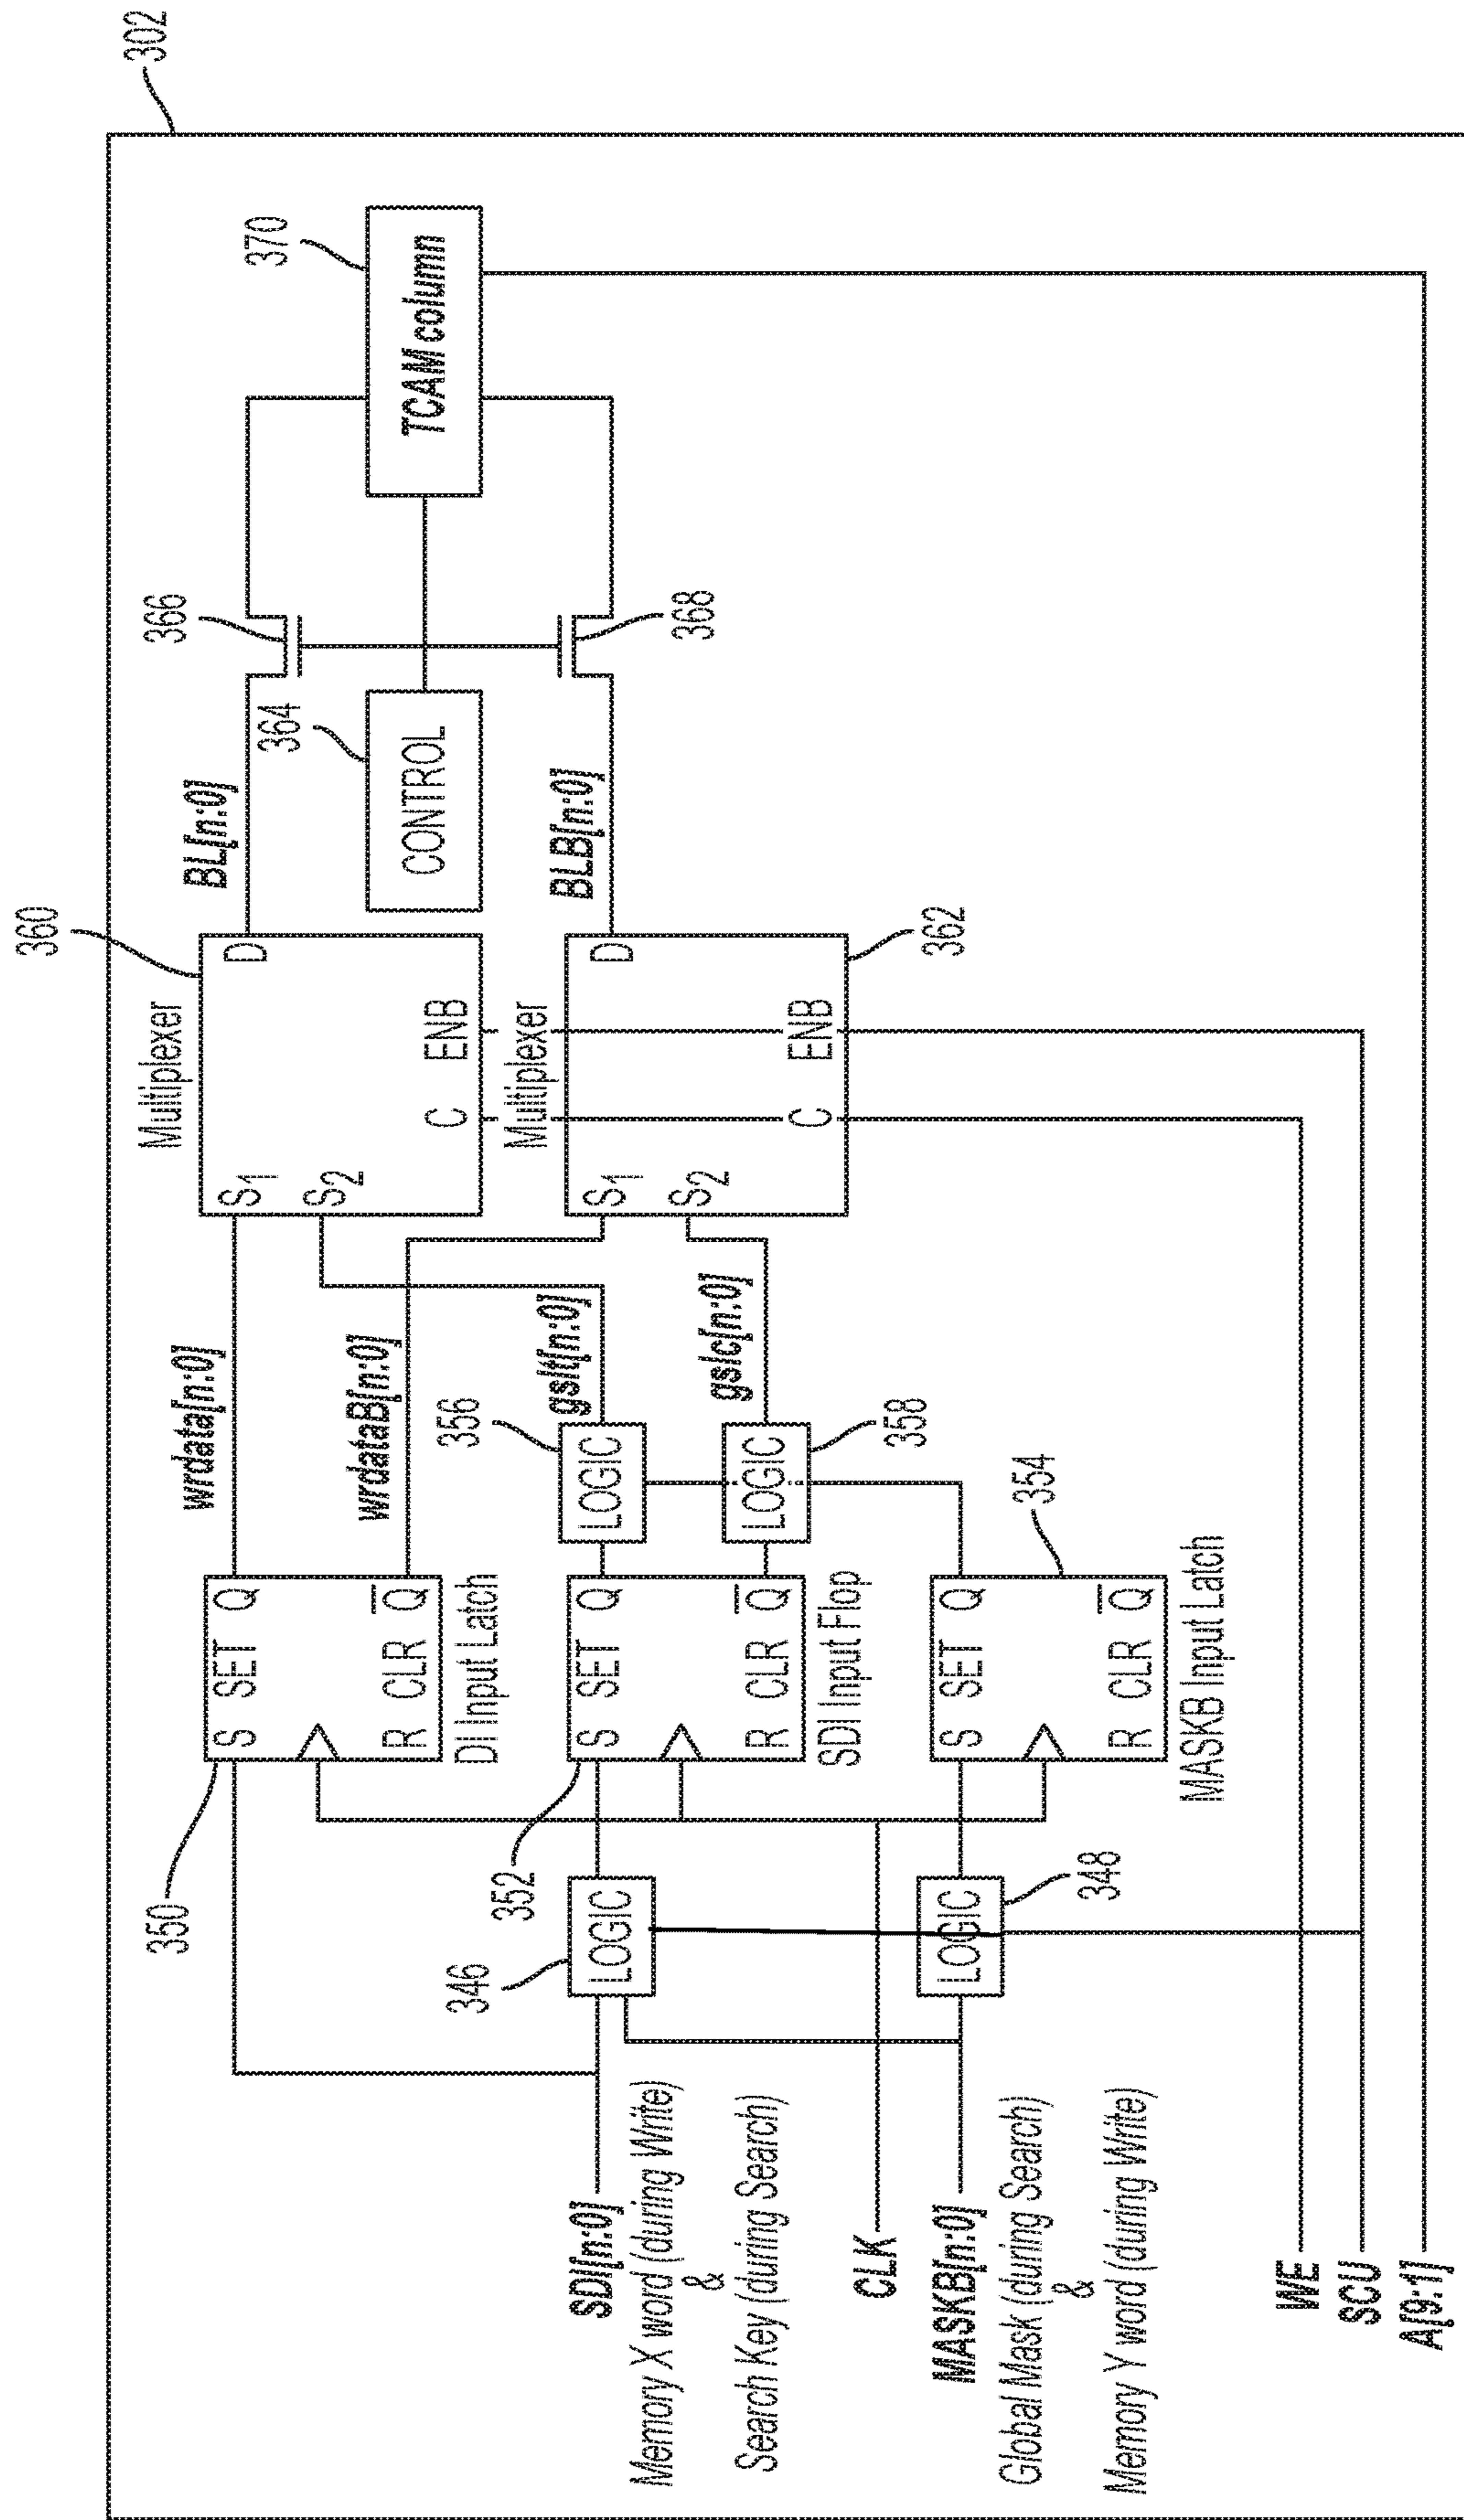 302
360
Multiplexer
S1
S2
D
C
ENB
BL[n:0]
366
370
TCAM column
364
CONTROL
350
S
SET
Q
R
CLR
Q
DI Input Latch
wrdata[n:0]
wrdataB[n:0]
Multiplexer
S1
S2
D
C
ENB
362
BLB[n:0]
368
346
LOGIC
352
S
SET
Q
R
CLR
Q
SDI Input Flop
356
LOGIC
gslt[n:0]
LOGIC
358
gslc[n:0]
SDI[n:0]
Memory X word (during Write)
&
Search Key (during Search)
CLK
MASKB[n:0]
Global Mask (during Search)
&
Memory Y word (during Write)
LOGIC
348
S
SET
Q
R
CLR
Q
354
MASKB Input Latch
WE
SCU
A[9:1]